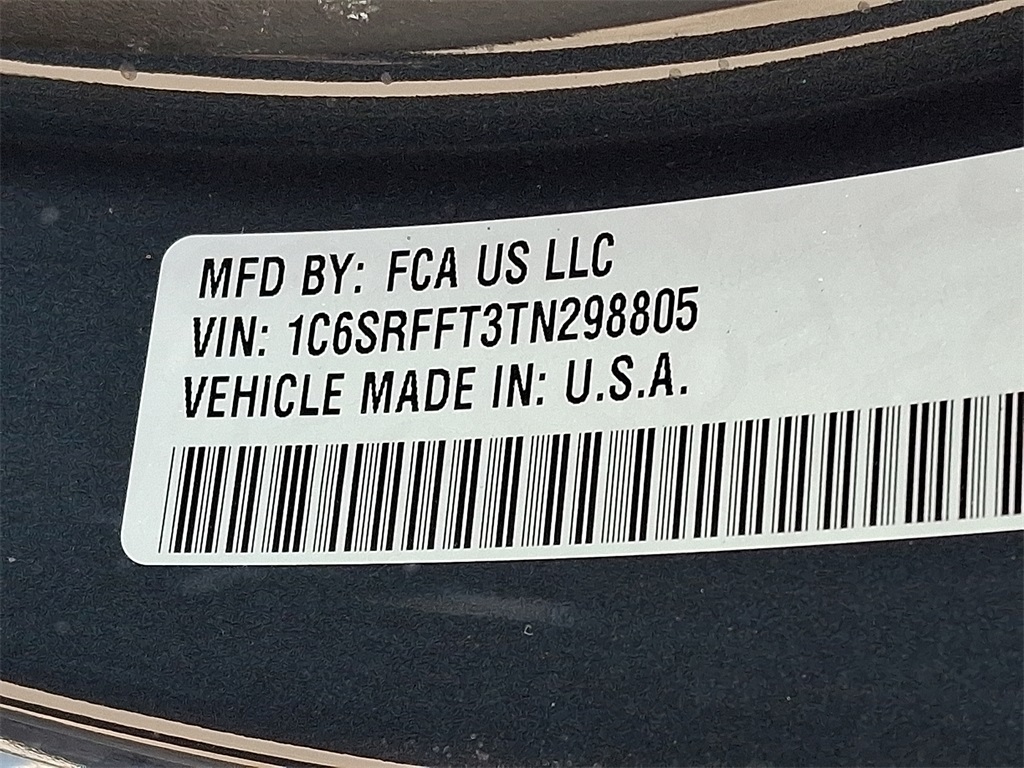 MFD BY: FCA US LLC
VIN: 1C6SRFFT3TN298805
VEHICLE MADE IN: U.S.A.